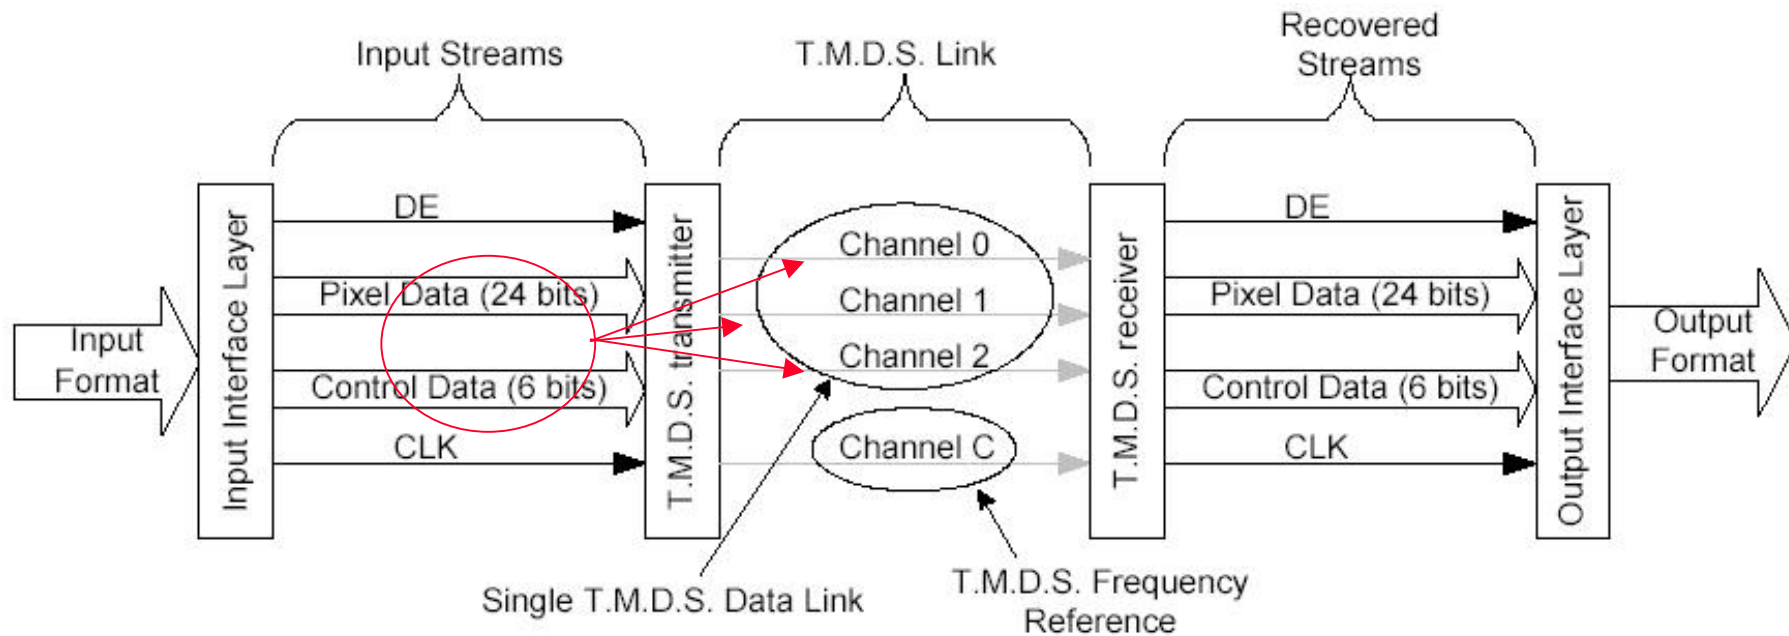 Input Streams
T.M.D.S. Link
Recovered
Streams
Input
Format
Input Interface Layer
DE
Pixel Data (24 bits)
Control Data (6 bits)
CLK
T.M.D.S. transmitter
Channel 0
Channel 1
Channel 2
Channel C
T.M.D.S. receiver
DE
Pixel Data (24 bits)
Control Data (6 bits)
CLK
Output Interface Layer
Output
Format
Single T.M.D.S. Data Link
T.M.D.S. Frequency
Reference